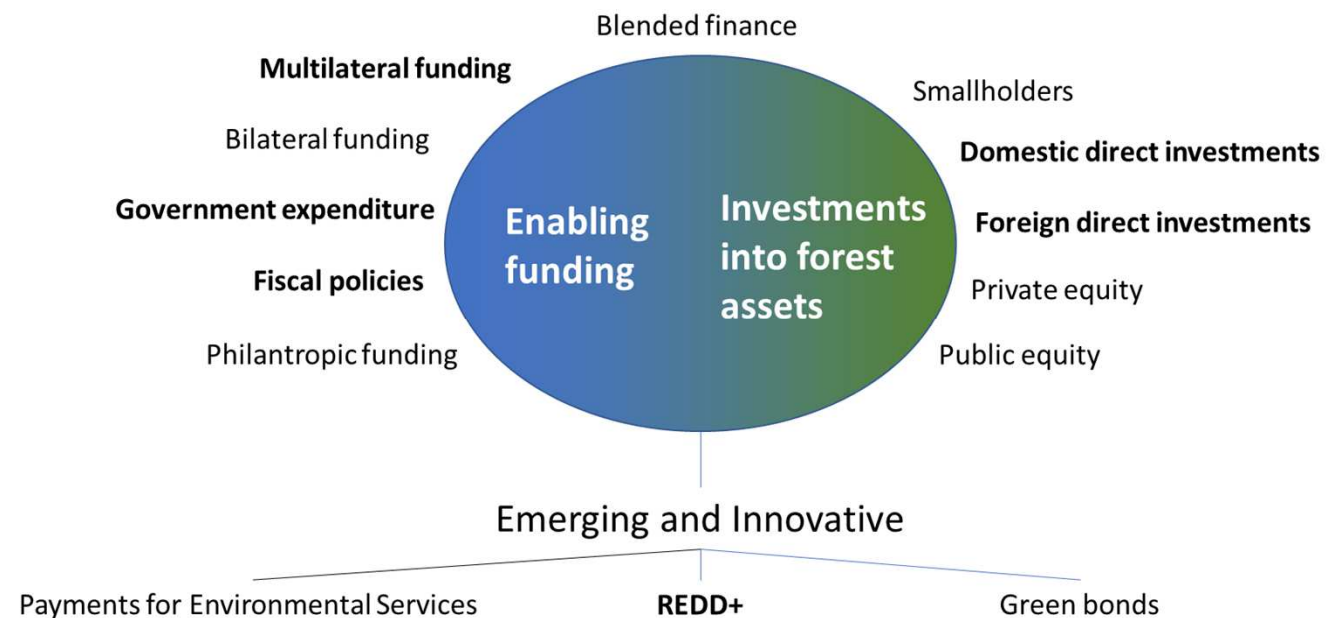 Blended finance
Multilateral funding
Smallholders
Bilateral funding
Domestic direct investments
Government expenditure
Enabling
funding
Investments
into forest
assets
Foreign direct investments
Fiscal policies
Private equity
Philantropic funding
Public equity
Emerging and Innovative
Payments for Environmental Services
REDD+
Green bonds